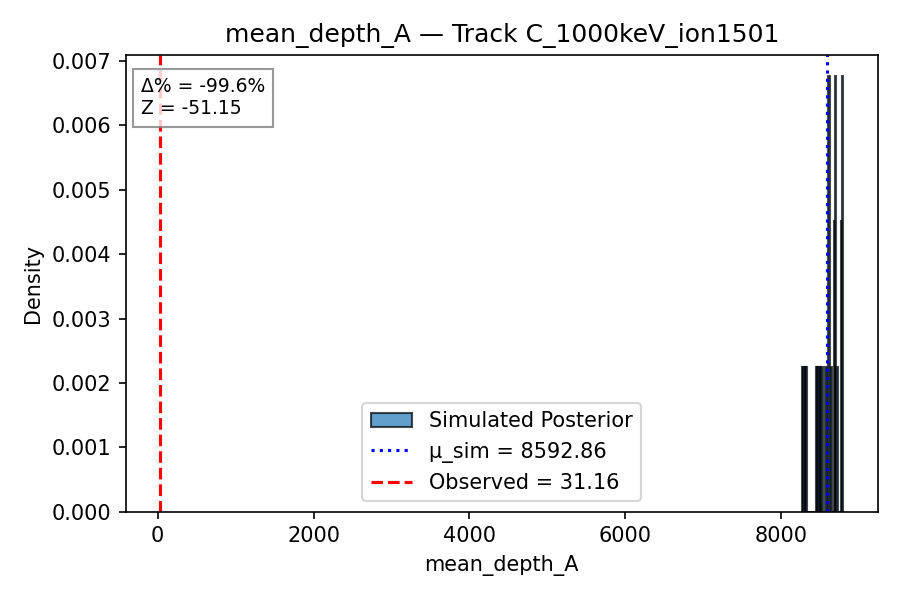 mean_depth_A — Track C_1000keV_ion1501
Δ% = -99.6%
Z = -51.15
0.007
0.006
0.005
0.004
0.003
0.002
0.001
0.000
Density
Simulated Posterior
μ_sim = 8592.86
Observed = 31.16
0 2000 4000 6000 8000
mean_depth_A